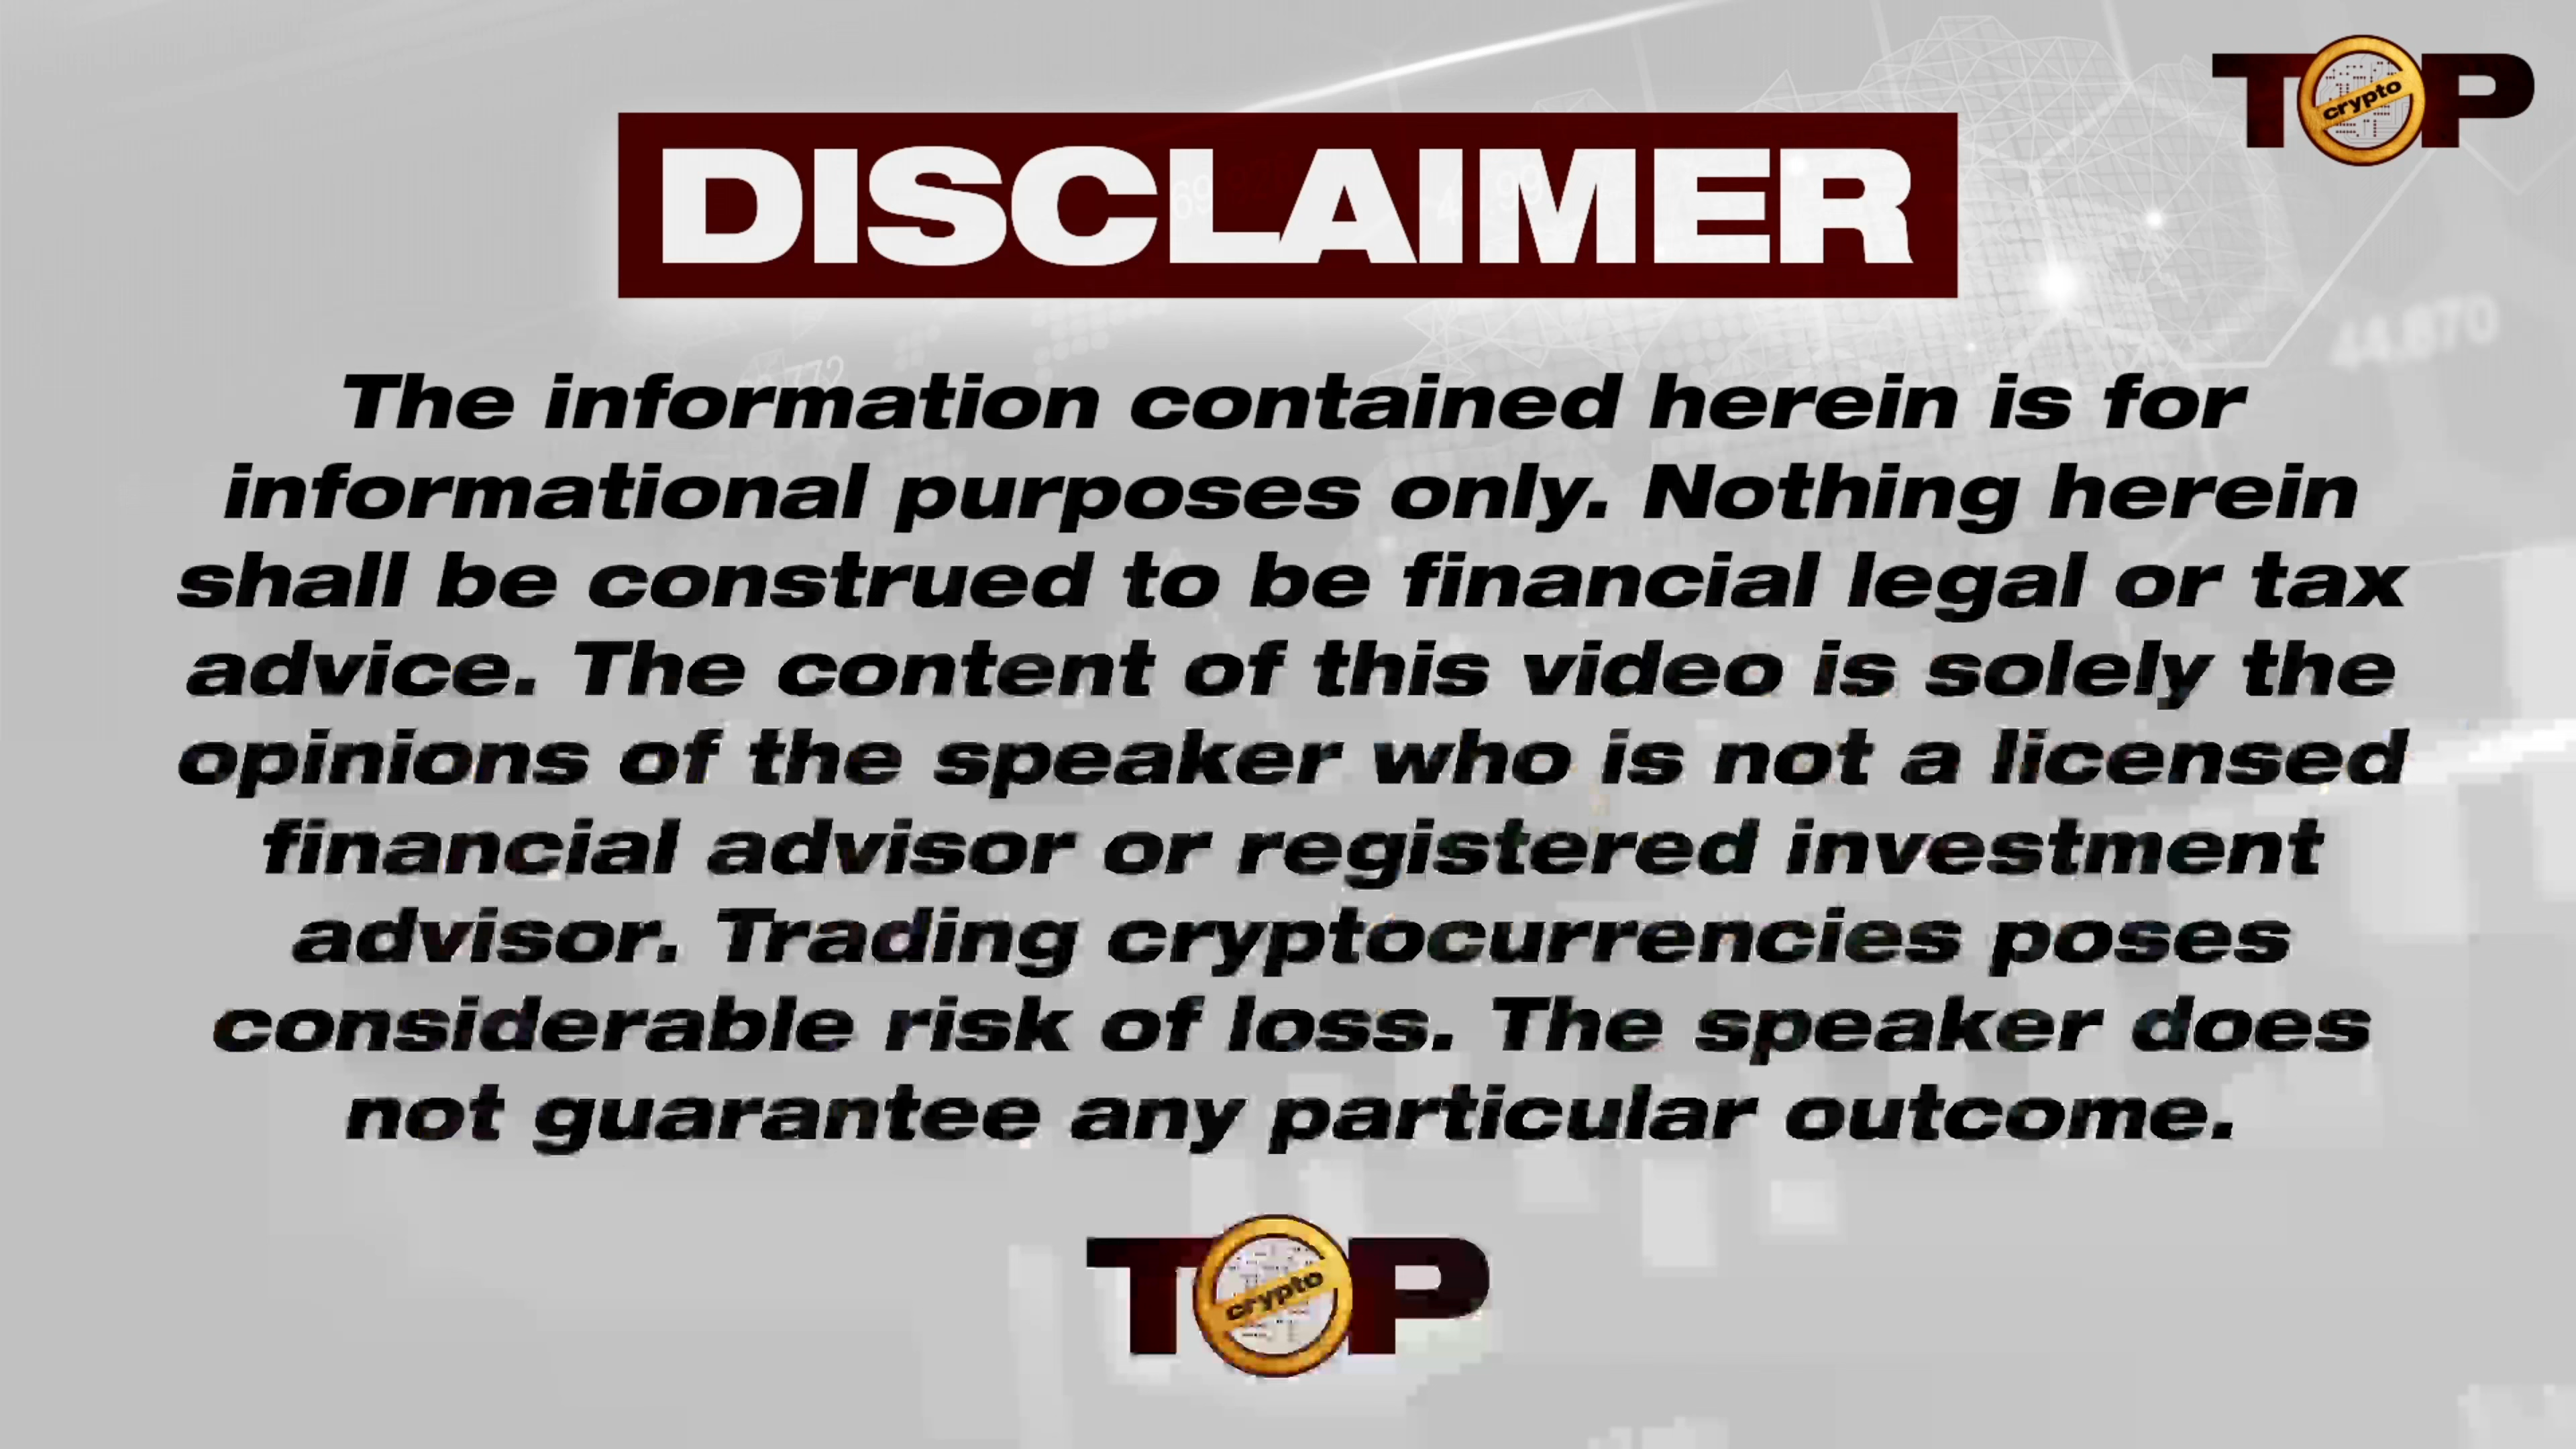 TOP
crypto
DISCLAIMER
44.870
The information contained herein is for
informational purposes only. Nothing herein
shall be construed to be financial legal or tax
advice. The content of this video is solely the
opinions of the speaker who is not a licensed
financial advisor or registered investment
advisor. Trading cryptocurrencies poses
considerable risk of loss. The speaker does
not guarantee any particular outcome.
TOP
crypto